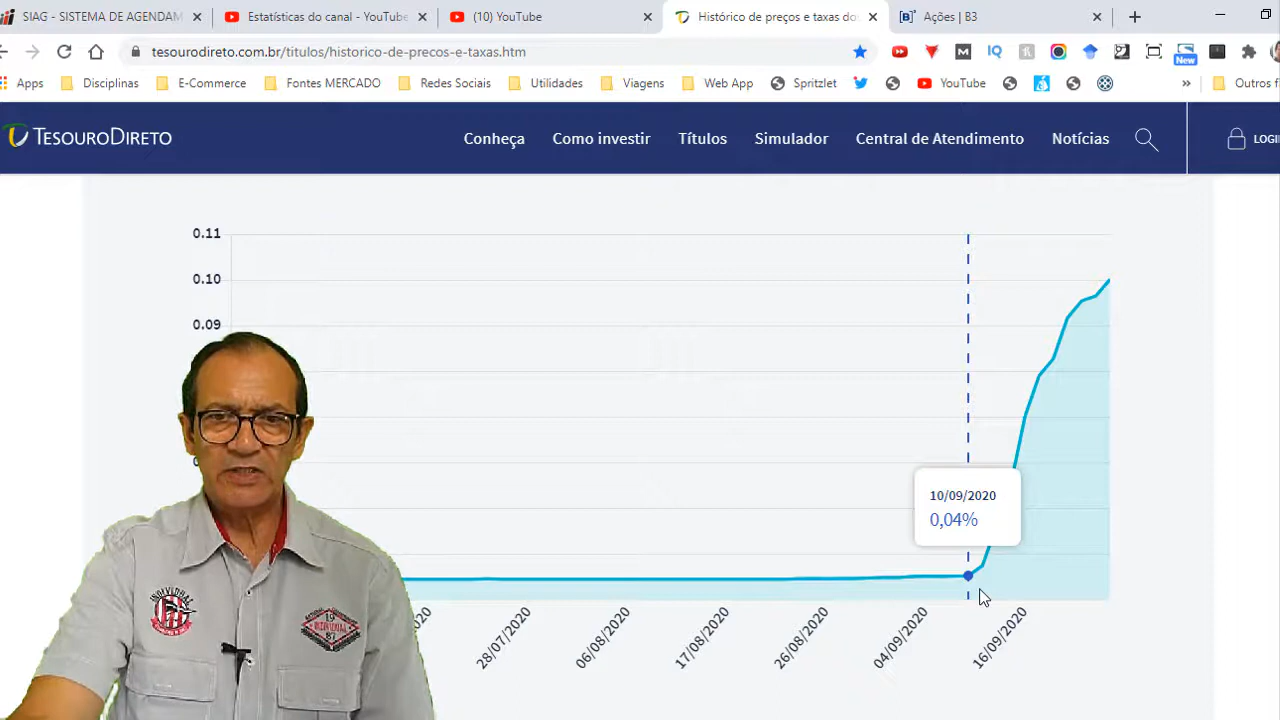 SIAG - SISTEMA DE AGENDAM
Estatísticas do canal - YouTube
(10) YouTube
Histórico de preços e taxas dos
Ações | B3
tesourodireto.com.br/titulos/historico-de-precos-e-taxas.htm
New
Apps
Disciplinas
E-Commerce
Fontes MERCADO
Redes Sociais
Utilidades
Viagens
Web App
Spritzlet
YouTube
Outros f
TESOURODIRETO
Conheça
Como investir
Títulos
Simulador
Central de Atendimento
Notícias
LOGI
0.11
0.10
0.09
10/09/2020
0,04%
28/07/2020
06/08/2020
17/08/2020
26/08/2020
04/09/2020
16/09/2020
INDIVIDUAL
INDIVIDUAL